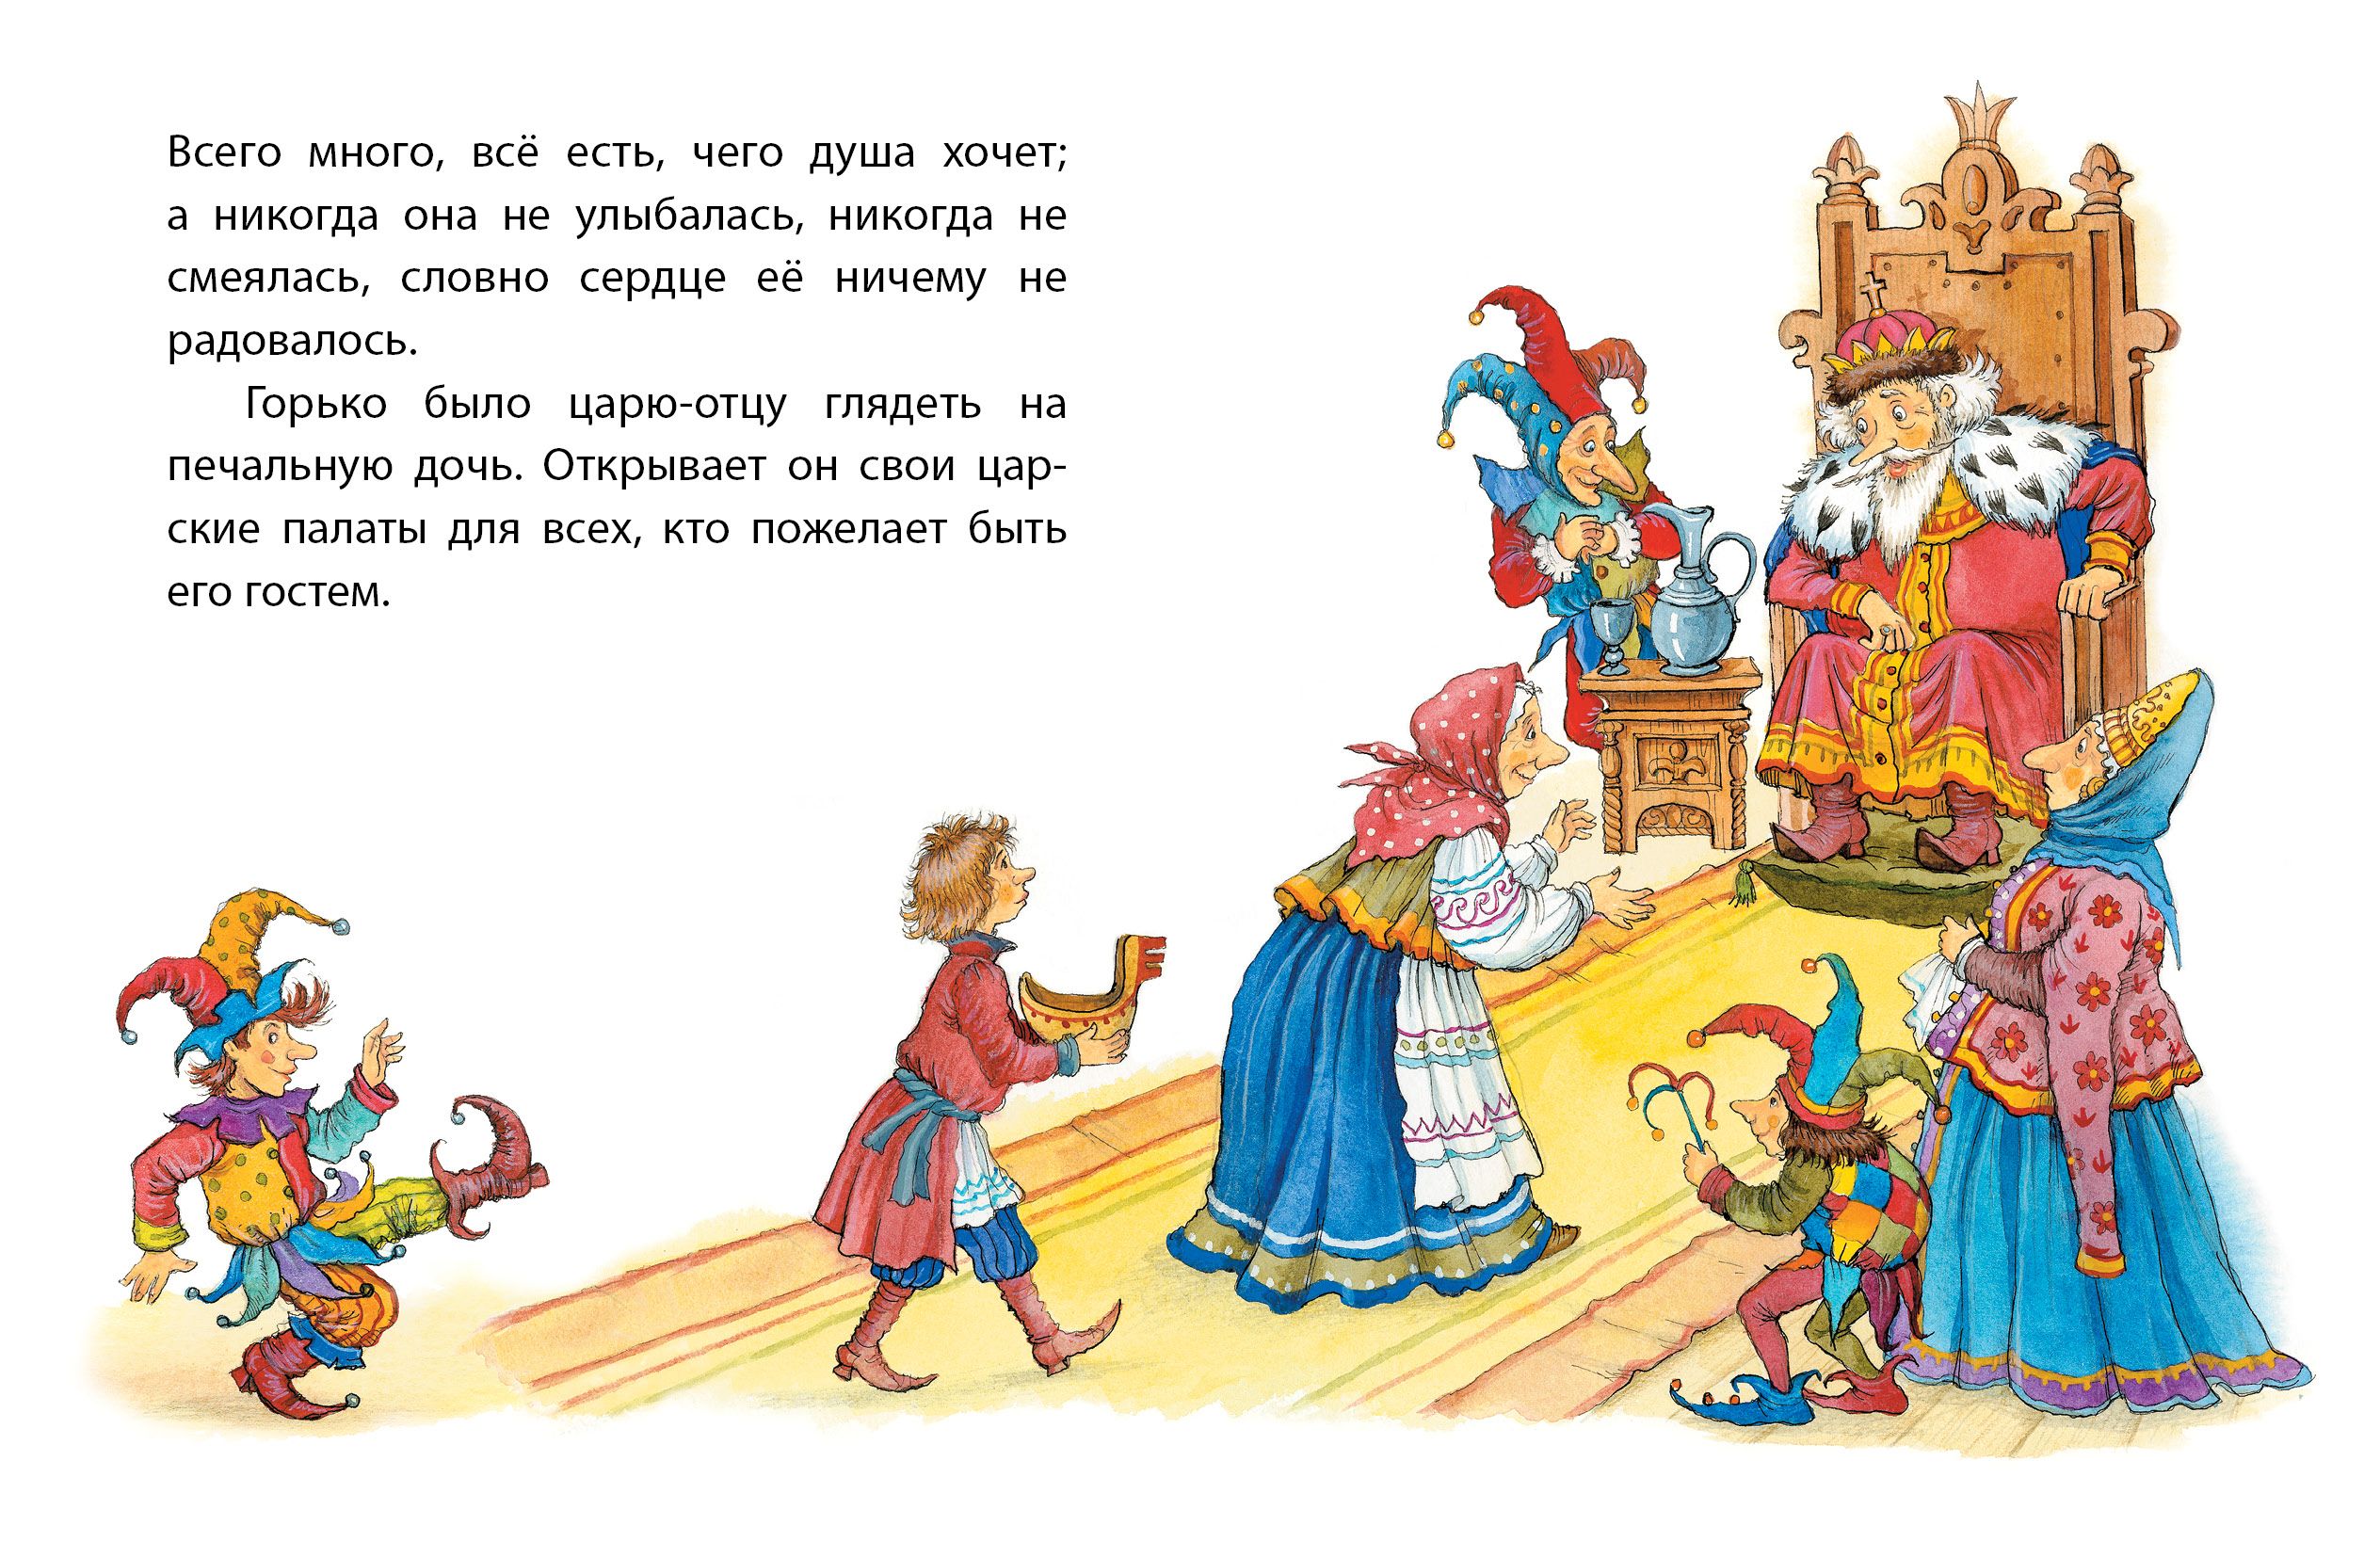 Всего много, всё есть, чего душа хочет;
а никогда она не улыбалась, никогда не
смеялась, словно сердце её ничему не
радовалось.
Горько было царю-отцу глядеть на
печальную дочь. Открывает он свои цар-
ские палаты для всех, кто пожелает быть
его гостем.